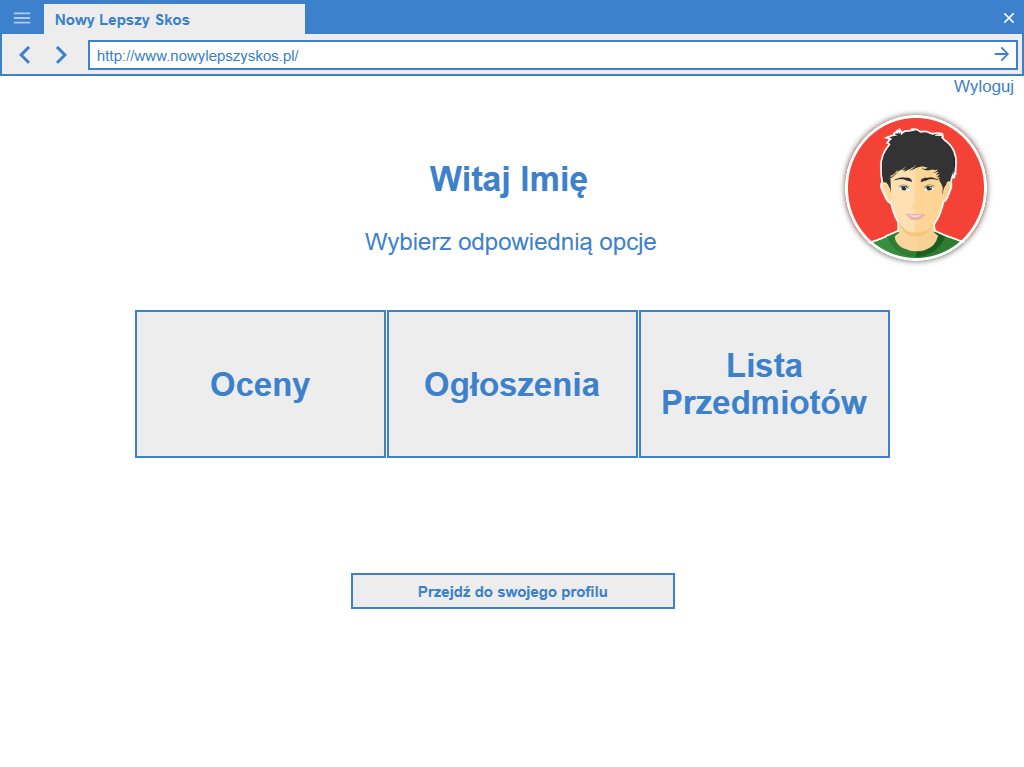 Nowy Lepszy Skos
http://www.nowylepszyskos.pl/
Wyloguj
Witaj Imię
Wybierz odpowiednią opcje
Oceny
Ogłoszenia
Lista
Przedmiotów
Przejdź do swojego profilu